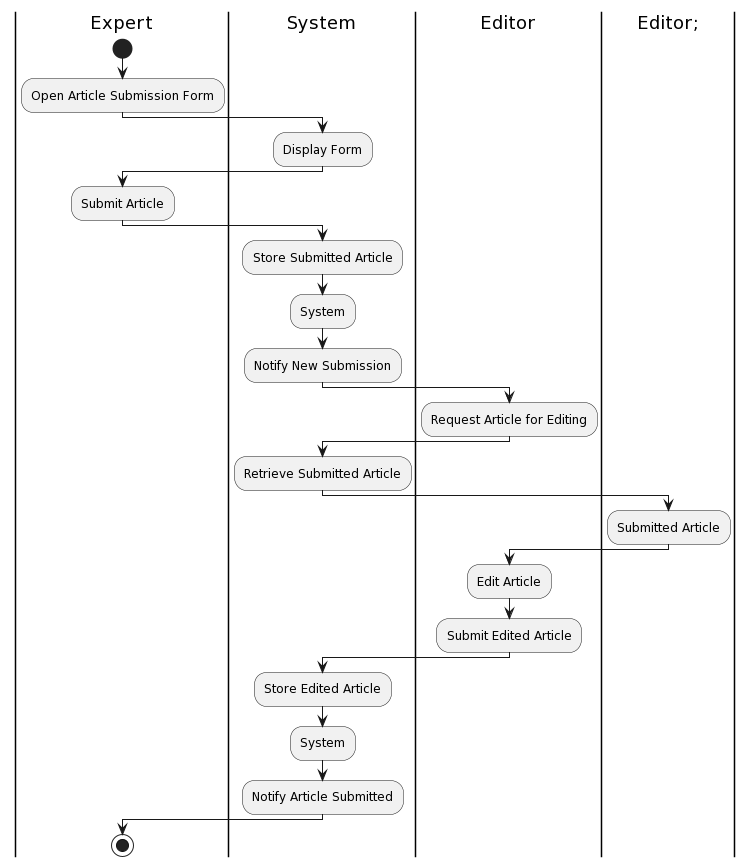 Expert
System
Editor
Editor;
Open Article Submission Form
Display Form
Submit Article
Store Submitted Article
System
Notify New Submission
Request Article for Editing
Retrieve Submitted Article
Submitted Article
Edit Article
Submit Edited Article
Store Edited Article
System
Notify Article Submitted